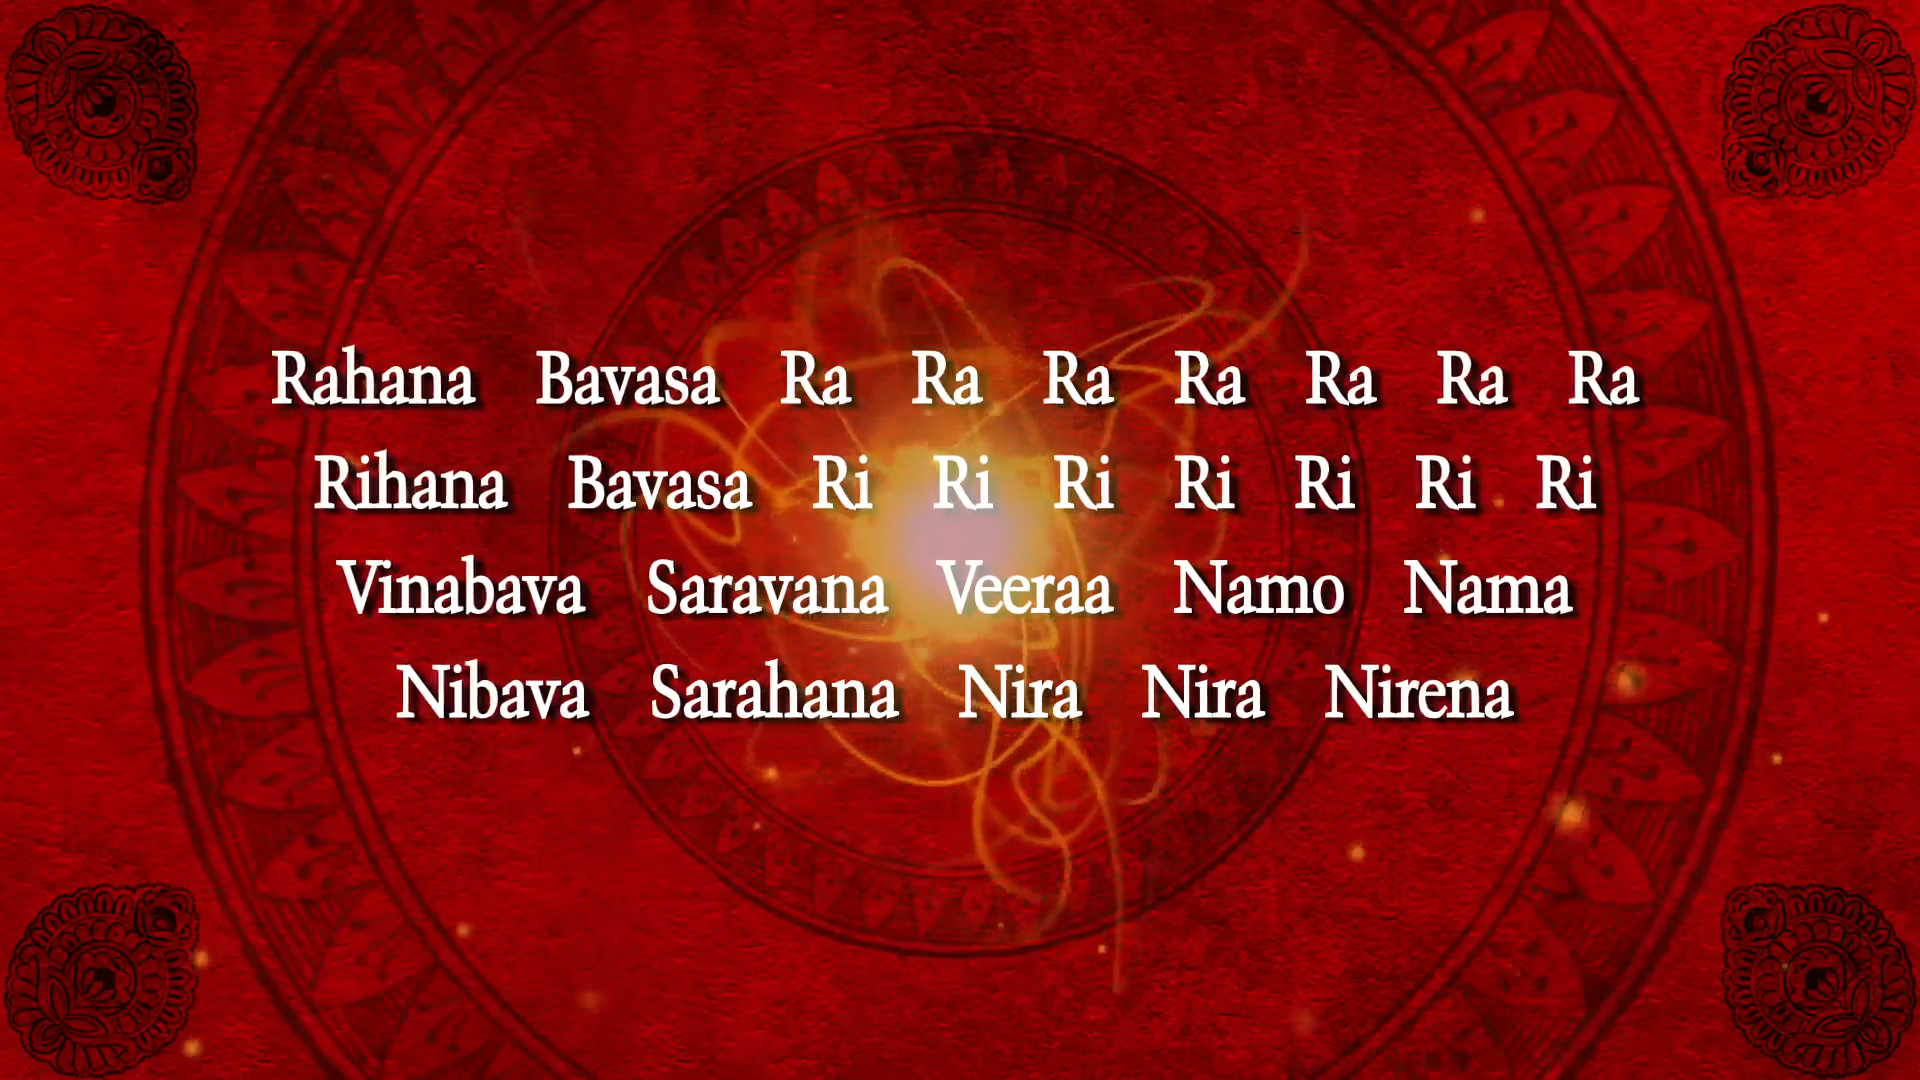 Rahana Bavasa Ra Ra Ra Ra Ra Ra Ra
Rihana Bavasa Ri Ri Ri Ri Ri Ri Ri
Vinabava Saravana Veeraa Namo Nama
Nibava Sarahana Nira Nira Nirena